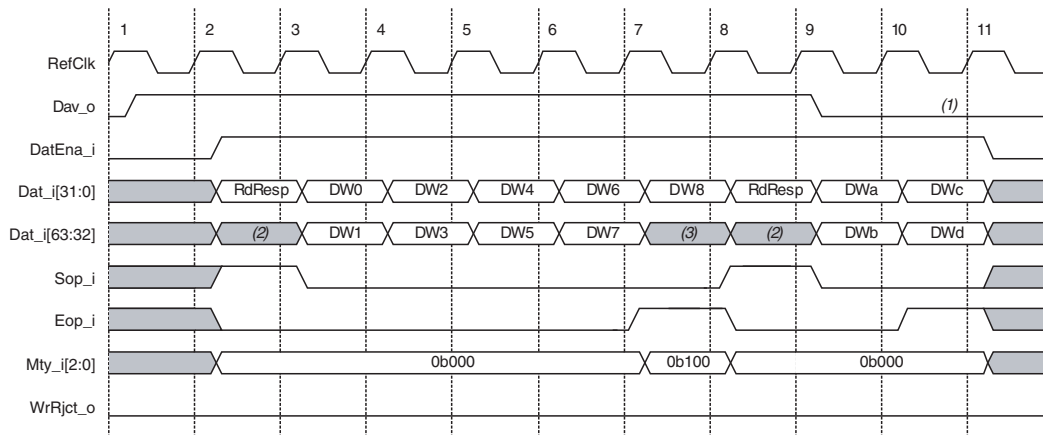 1 2 3 4 5 6 7 8 9 10 11
RefClk
Dav_o (1)
DatEna_i
Dat_i[31:0] RdResp DW0 DW2 DW4 DW6 DW8 RdResp DWa DWc
Dat_i[63:32] (2) DW1 DW3 DW5 DW7 (3) (2) DWb DWd
Sop_i
Eop_i
Mty_i[2:0] 0b000 0b100 0b000
WrRjct_o